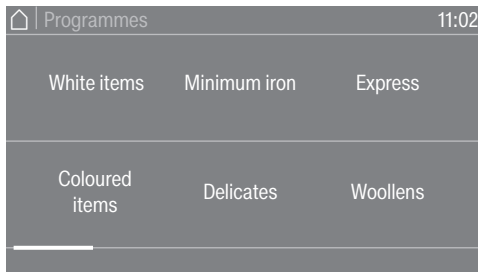 Programmes 11:02
White items Minimum iron Express
Coloured
items Delicates Woollens